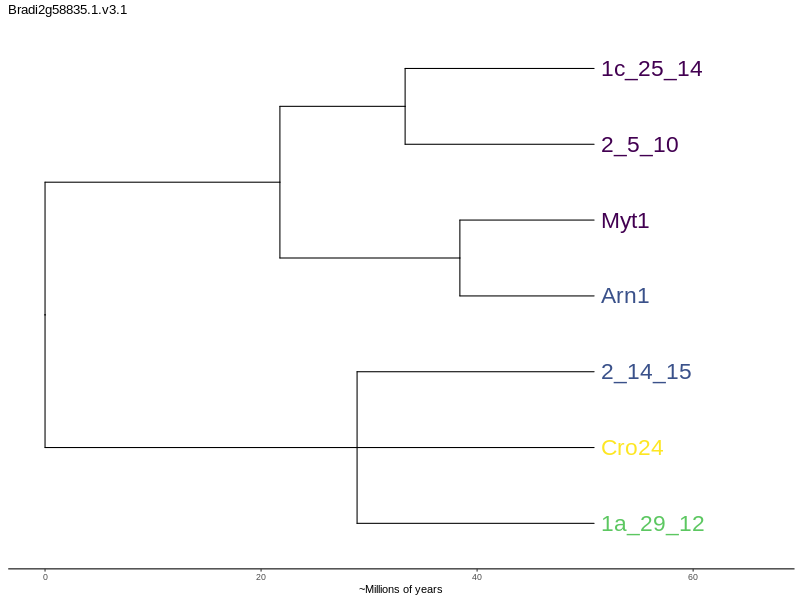 Bradi2g58835.1.v3.1
1c_25_14
2_5_10
Myt1
Arn1
2_14_15
Cro24
1a_29_12
0 20 40 60
~Millions of years